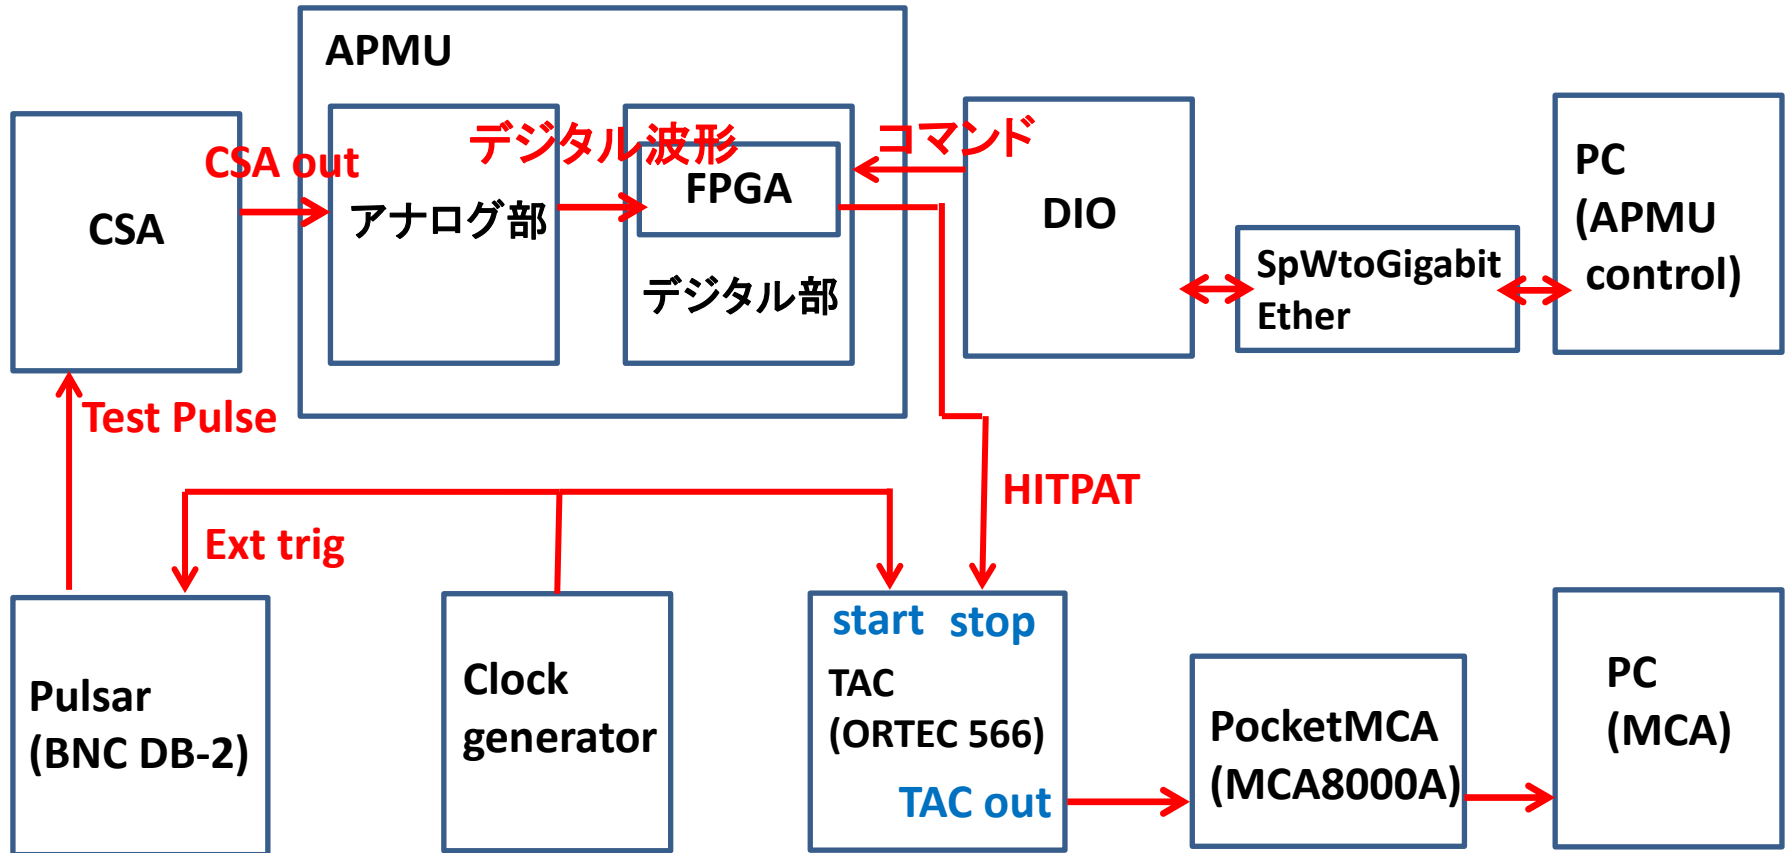 APMU
デジタル波形
コマンド
CSA out
CSA
アナログ部
FPGA
デジタル部
DIO
SpWtoGigabit
Ether
PC
(APMU
control)
Test Pulse
HITPAT
Ext trig
Pulsar
(BNC DB-2)
Clock
generator
start stop
TAC
(ORTEC 566)
TAC out
PocketMCA
(MCA8000A)
PC
(MCA)